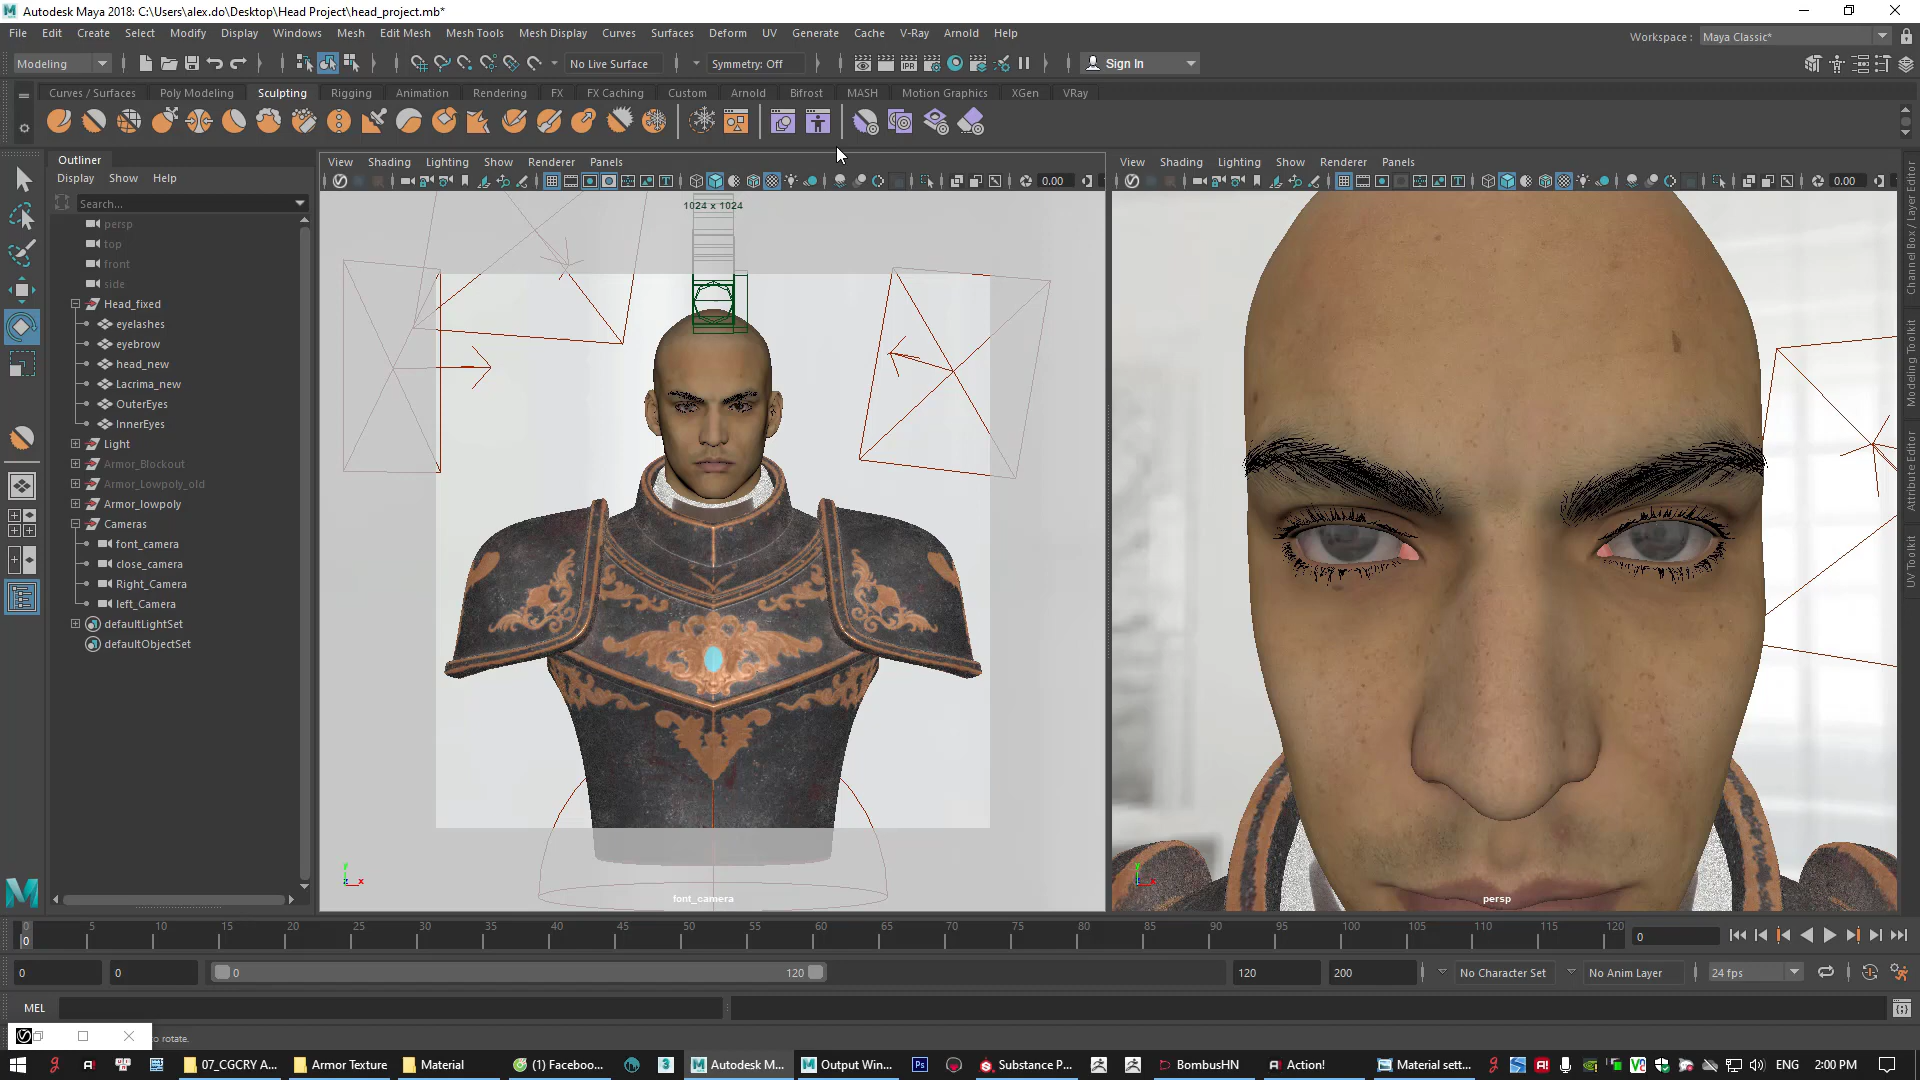 Autodesk Maya 2018: C:\Users\alex.do\Desktop\Head Project\head_project.mb*
File Edit Create Select Modify Display Windows Mesh Edit Mesh Mesh Tools Mesh Display Curves Surfaces Deform UV Generate Cache V-Ray Arnold Help
Workspace : Maya Classic*
Modeling No Live Surface Symmetry: Off Sign In
Curves / Surfaces Poly Modeling Sculpting Rigging Animation Rendering FX FX Caching Custom Arnold Bifrost MASH Motion Graphics XGen VRay
Outliner
Display Show Help
Search...
persp
top
front
side
Head_fixed
eyelashes
eyebrow
head_new
Lacrima_new
OuterEyes
InnerEyes
Light
Armor_Blockout
Armor_Lowpoly_old
Armor_lowpoly
Cameras
font_camera
close_camera
Right_Camera
left_Camera
defaultLightSet
defaultObjectSet
View Shading Lighting Show Renderer Panels
0.00
1024 x 1024
font_camera
View Shading Lighting Show Renderer Panels
0.00
persp
Channel Box / Layer Editor
Modeling Toolkit
Attribute Editor
UV Toolkit
0 5 10 15 20 25 30 35 40 45 50 55 60 65 70 75 80 85 90 95 100 105 110 115 120
0 0
0 0 0 120 120 200 No Character Set No Anim Layer 24 fps
MEL
to rotate.
07_CGCRY A... Armor Texture Material (1) Faceboo... Autodesk M... Output Win... Substance P... BombusHN Action! Material sett... ENG 2:00 PM